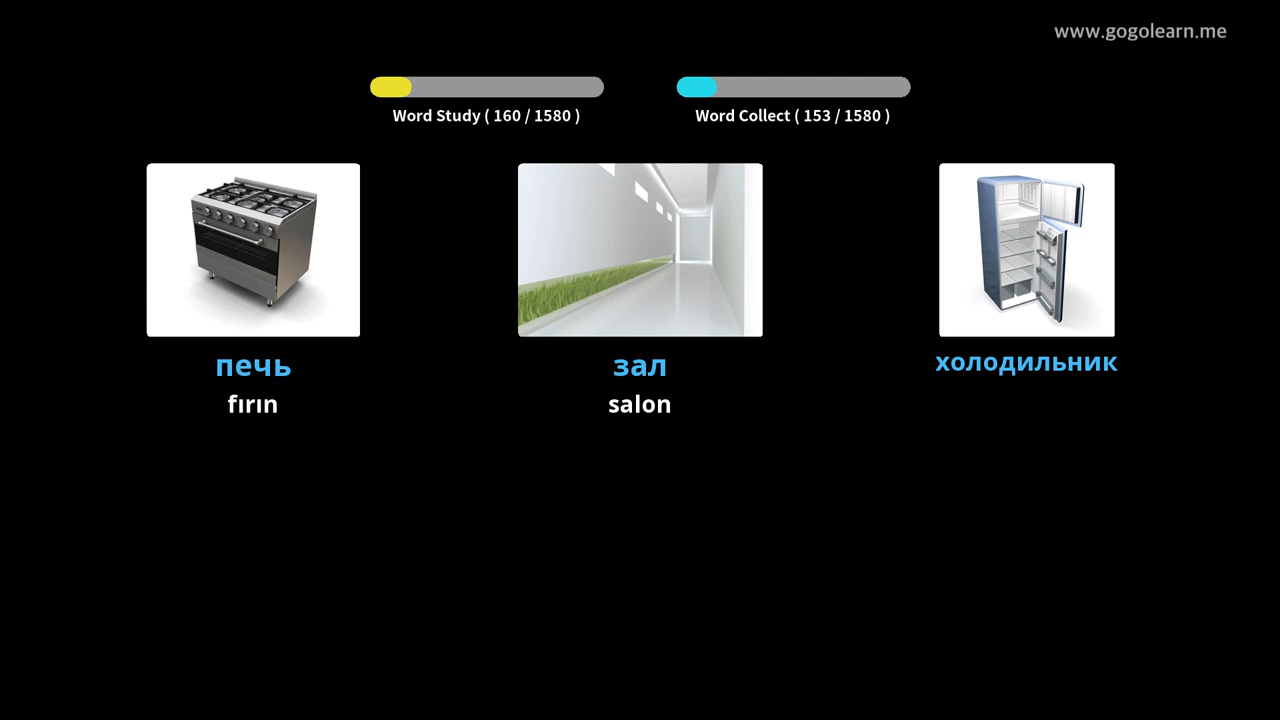 www.gogolearn.me
Word Study ( 160 / 1580 )
Word Collect ( 153 / 1580 )
печь
зал
холодильник
fırın
salon